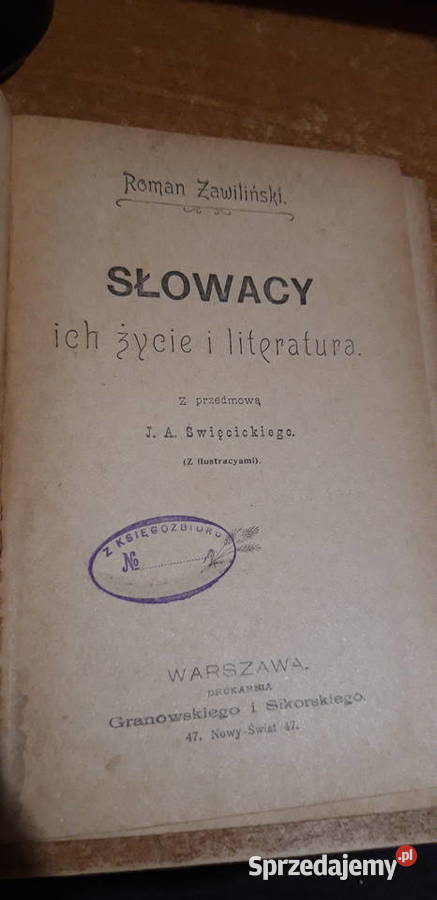 Roman Zawiliński.
SŁOWACY
ich życie i literatura.
Z przedmową
J. A. Święcickiego.
(Z ilustracyami).
Z KSIĘGOZBIORU
№
WARSZAWA.
DRUKARNIA
Granowskiego i Sikorskiego.
47. Nowy-Świat 47.
Sprzedajemy.pl